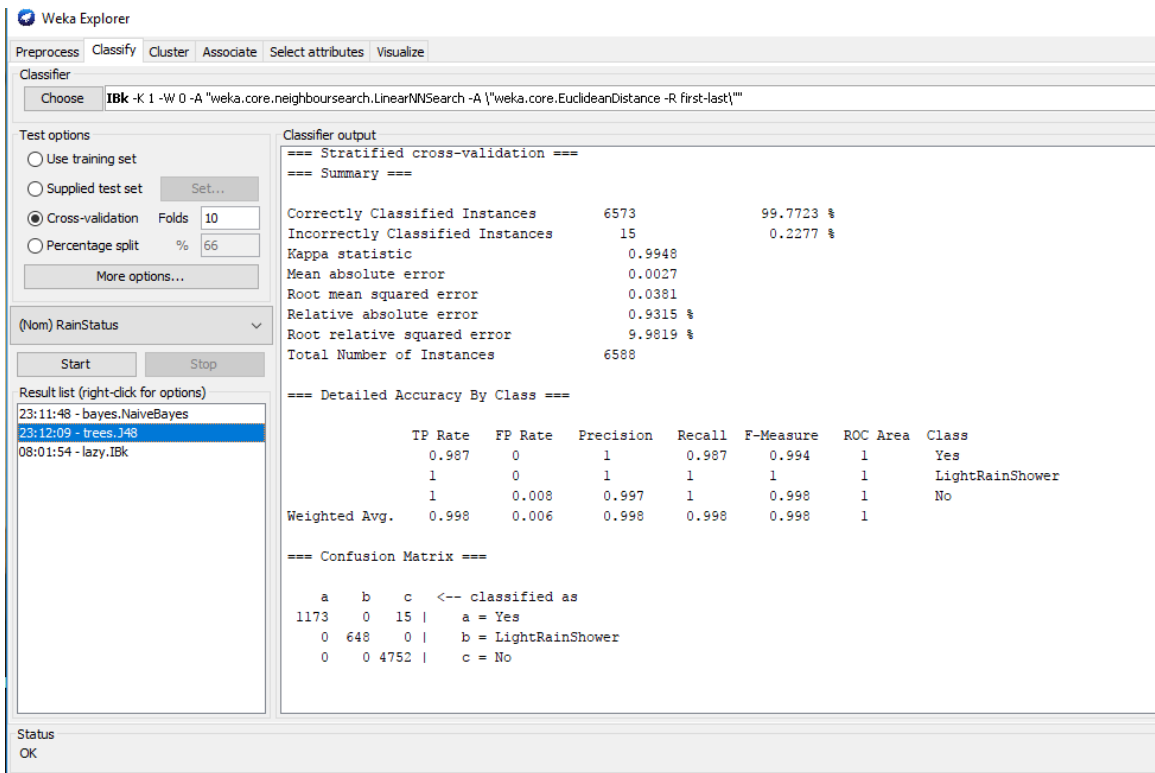 Weka Explorer
Preprocess Classify Cluster Associate Select attributes Visualize
Classifier
Choose IBk -K 1 -W 0 -A "weka.core.neighboursearch.LinearNNSearch -A \"weka.core.EuclideanDistance -R first-last\""
Test options
Use training set
Supplied test set Set...
Cross-validation Folds 10
Percentage split % 66
More options...
(Nom) RainStatus
Start Stop
Result list (right-click for options)
23:11:48 - bayes.NaiveBayes
23:12:09 - trees.J48
08:01:54 - lazy.IBk
Classifier output
=== Stratified cross-validation ===
=== Summary ===
Correctly Classified Instances 6573 99.7723 %
Incorrectly Classified Instances 15 0.2277 %
Kappa statistic 0.9948
Mean absolute error 0.0027
Root mean squared error 0.0381
Relative absolute error 0.9315 %
Root relative squared error 9.9819 %
Total Number of Instances 6588
=== Detailed Accuracy By Class ===
TP Rate FP Rate Precision Recall F-Measure ROC Area Class
0.987 0 1 0.987 0.994 1 Yes
1 0 1 1 1 1 LightRainShower
1 0.008 0.997 1 0.998 1 No
Weighted Avg. 0.998 0.006 0.998 0.998 0.998 1
=== Confusion Matrix ===
a b c <-- classified as
1173 0 15 | a = Yes
0 648 0 | b = LightRainShower
0 0 4752 | c = No
Status
OK